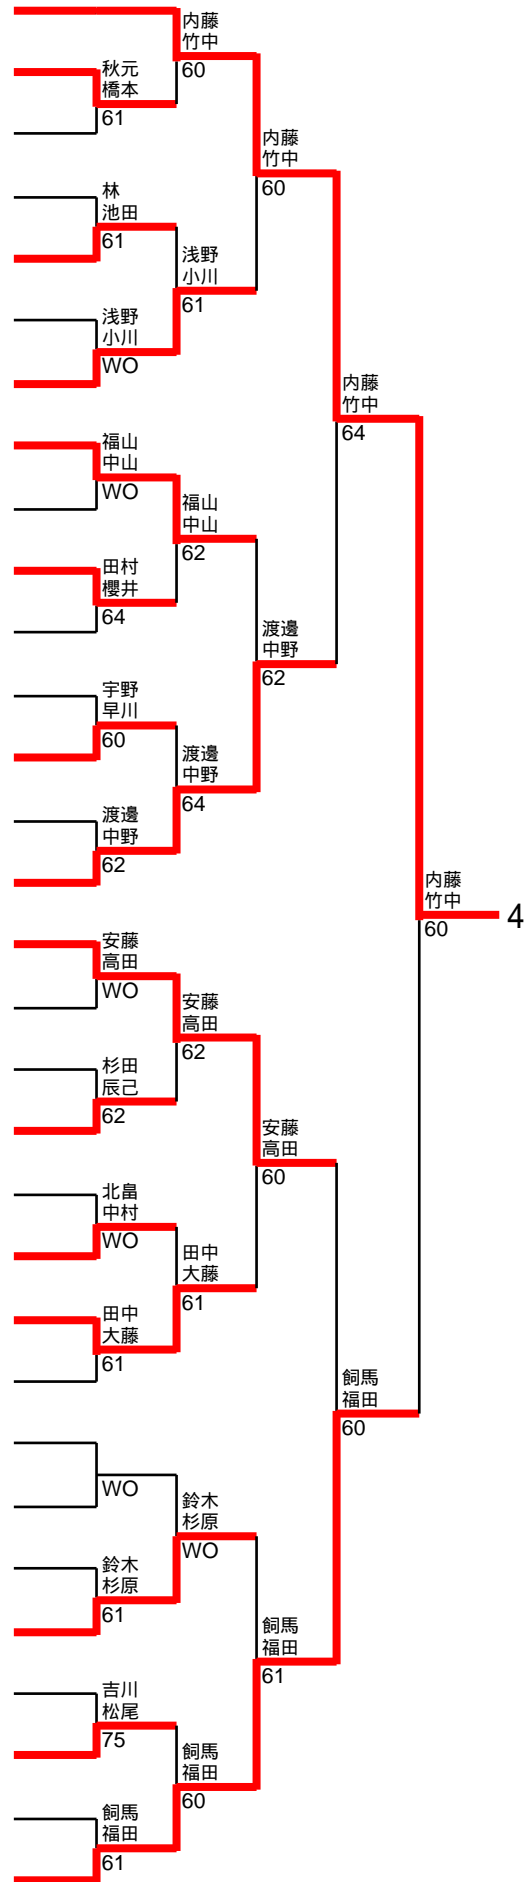 内藤
竹中
60
秋元
橋本
61
内藤
竹中
60
林
池田
61
浅野
小川
61
浅野
小川
WO
内藤
竹中
64
福山
中山
WO
福山
中山
62
田村
櫻井
64
渡邊
中野
62
宇野
早川
60
渡邊
中野
64
渡邊
中野
62
内藤
竹中
60
4
安藤
高田
WO
安藤
高田
62
杉田
辰己
62
安藤
高田
60
北畠
中村
WO
田中
大藤
61
田中
大藤
61
飼馬
福田
60
WO
鈴木
杉原
WO
鈴木
杉原
61
飼馬
福田
61
吉川
松尾
75
飼馬
福田
60
飼馬
福田
61